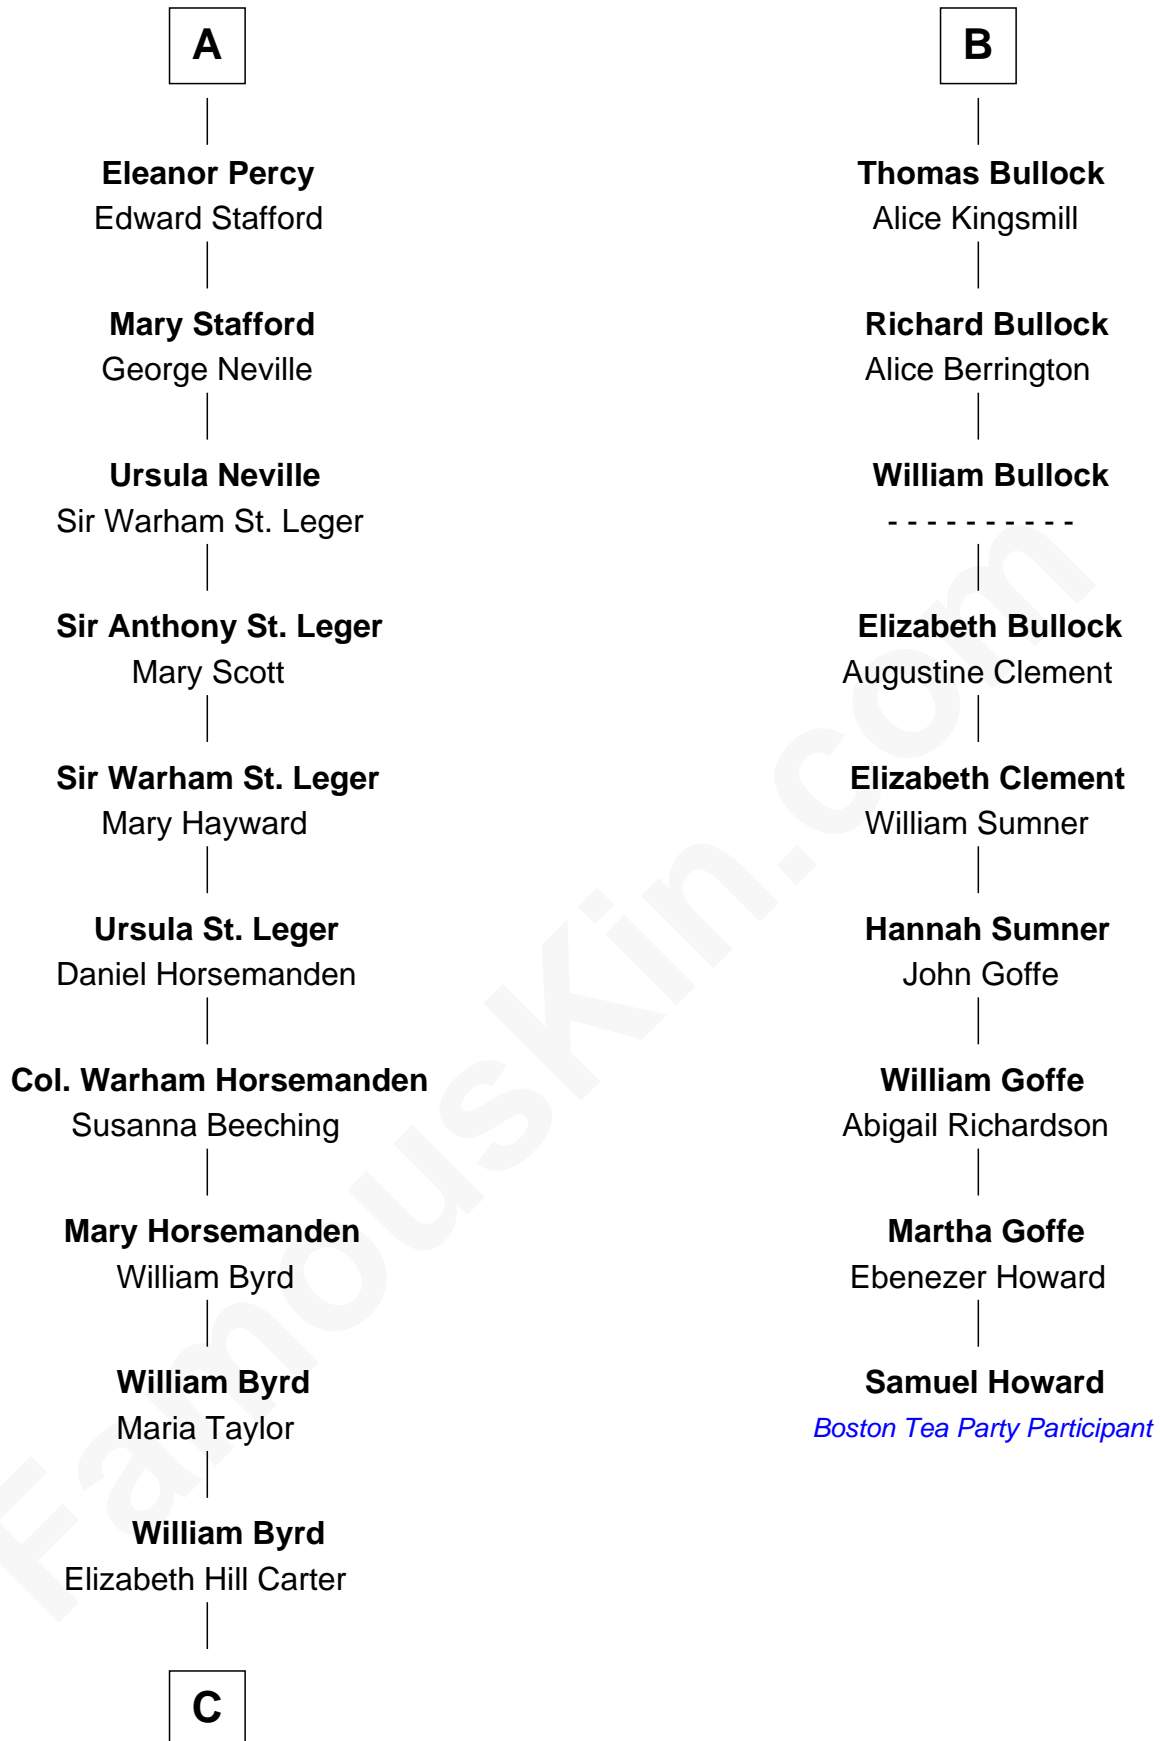 A
Eleanor Percy
Edward Stafford
Mary Stafford
George Neville
Ursula Neville
Sir Warham St. Leger
Sir Anthony St. Leger
Mary Scott
Sir Warham St. Leger
Mary Hayward
Ursula St. Leger
Daniel Horsemanden
Col. Warham Horsemanden
Susanna Beeching
Mary Horsemanden
William Byrd
William Byrd
Maria Taylor
William Byrd
Elizabeth Hill Carter
C
B
Thomas Bullock
Alice Kingsmill
Richard Bullock
Alice Berrington
William Bullock
- - - - - - - - - -
Elizabeth Bullock
Augustine Clement
Elizabeth Clement
William Sumner
Hannah Sumner
John Goffe
William Goffe
Abigail Richardson
Martha Goffe
Ebenezer Howard
Samuel Howard
Boston Tea Party Participant
FamousKin.com